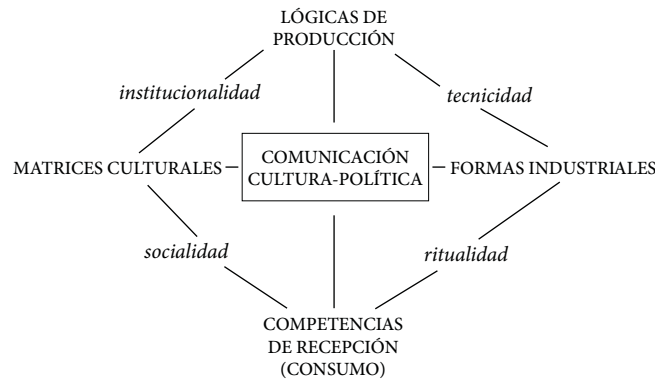 LÓGICAS DE
PRODUCCIÓN
institucionalidad
tecnicidad
MATRICES CULTURALES
COMUNICACIÓN
CULTURA-POLÍTICA
FORMAS INDUSTRIALES
socialidad
ritualidad
COMPETENCIAS
DE RECEPCIÓN
(CONSUMO)